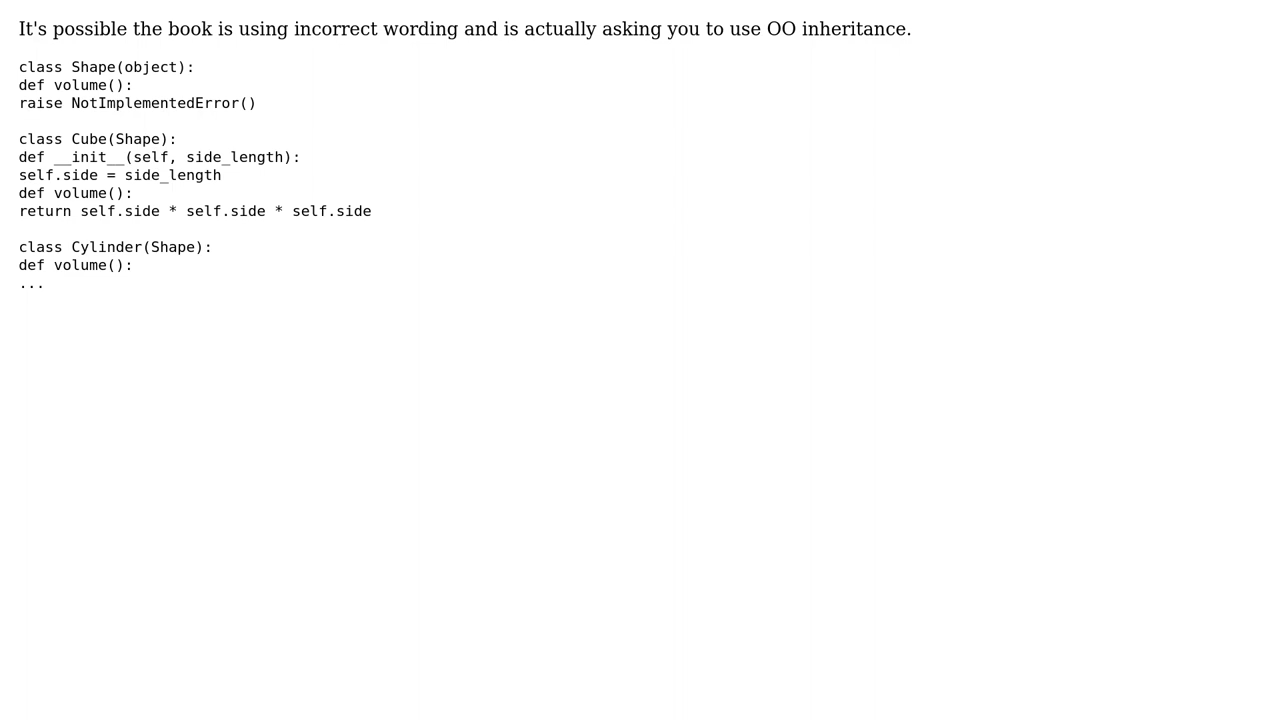 It's possible the book is using incorrect wording and is actually asking you to use OO inheritance.
class Shape(object):
def volume():
raise NotImplementedError()
class Cube(Shape):
def __init__(self, side_length):
self.side = side_length
def volume():
return self.side * self.side * self.side
class Cylinder(Shape):
def volume():
...